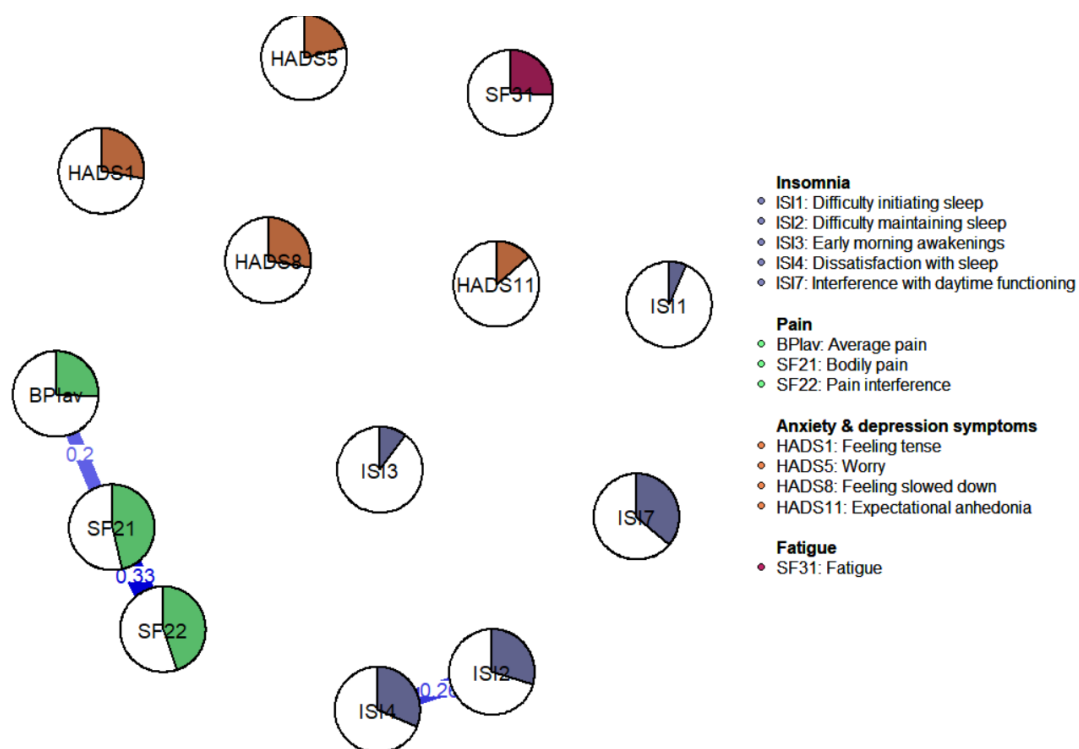 HADS5
SF31
HADS1
HADS8
HADS11
ISI1
BPIav
0.2
ISI3
SF21
ISI7
0.33
SF22
ISI2
0.26
ISI4
Insomnia
ISI1: Difficulty initiating sleep
ISI2: Difficulty maintaining sleep
ISI3: Early morning awakenings
ISI4: Dissatisfaction with sleep
ISI7: Interference with daytime functioning
Pain
BPIav: Average pain
SF21: Bodily pain
SF22: Pain interference
Anxiety & depression symptoms
HADS1: Feeling tense
HADS5: Worry
HADS8: Feeling slowed down
HADS11: Expectational anhedonia
Fatigue
SF31: Fatigue